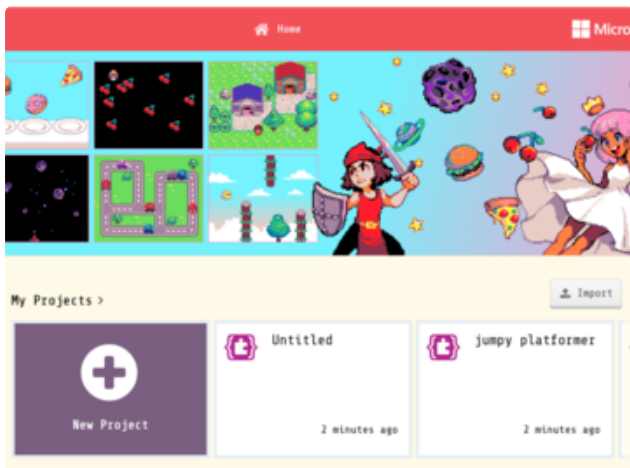 Home
Micro
My Projects >
Import
Untitled
jumpy platformer
New Project
2 minutes ago
2 minutes ago